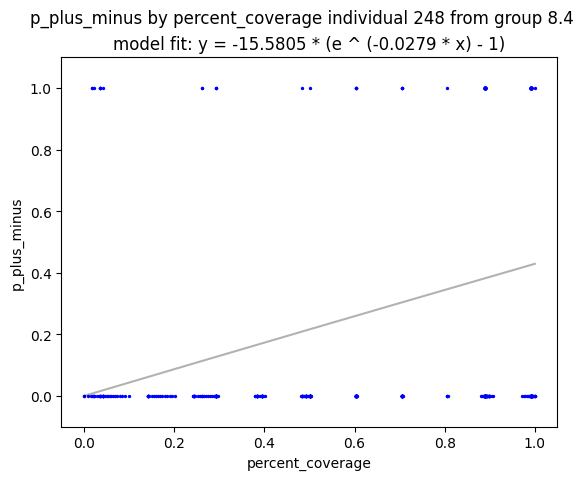 p_plus_minus by percent_coverage individual 248 from group 8.4
model fit: y = -15.5805 * (e ^ (-0.0279 * x) - 1)
1.0
0.8
0.6
0.4
0.2
0.0
p_plus_minus
0.0 0.2 0.4 0.6 0.8 1.0
percent_coverage